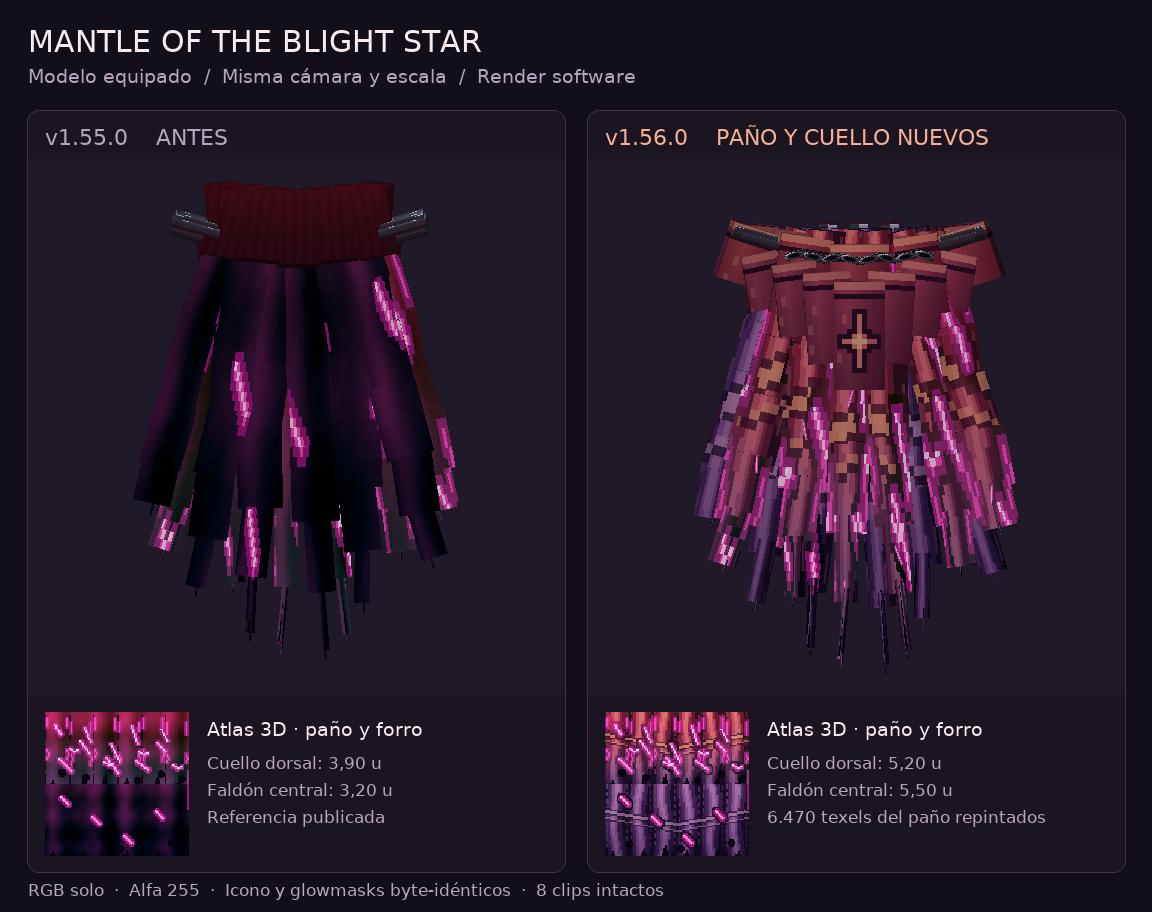 MANTLE OF THE BLIGHT STAR
Modelo equipado / Misma cámara y escala / Render software
v1.55.0 ANTES
v1.56.0 PAÑO Y CUELLO NUEVOS
Atlas 3D · paño y forro
Cuello dorsal: 3,90 u
Faldón central: 3,20 u
Referencia publicada
Atlas 3D · paño y forro
Cuello dorsal: 5,20 u
Faldón central: 5,50 u
6.470 texels del paño repintados
RGB solo · Alfa 255 · Icono y glowmasks byte-idénticos · 8 clips intactos